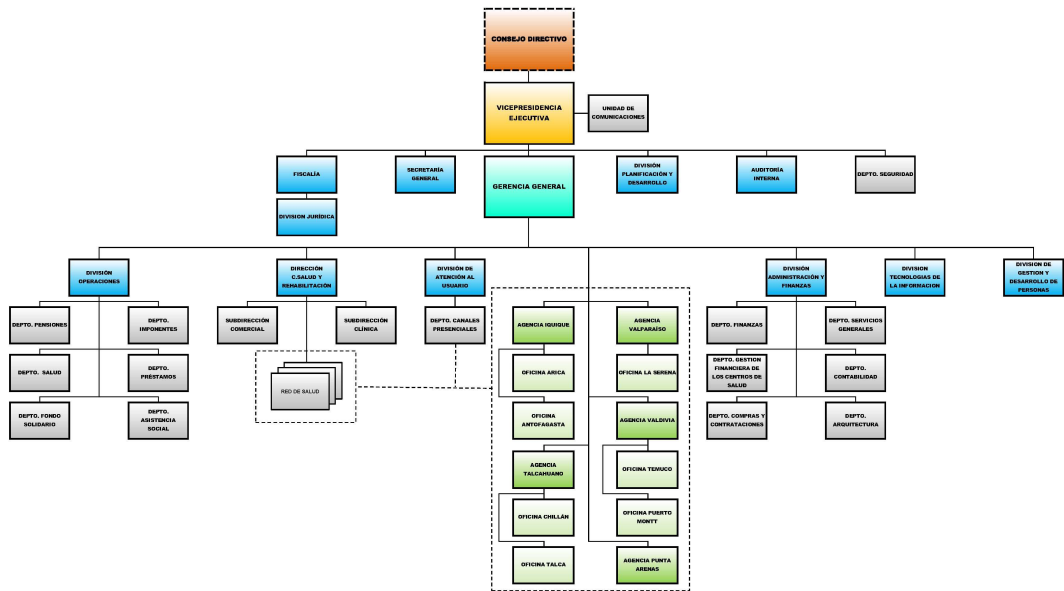 CONSEJO DIRECTIVO
VICEPRESIDENCIA
EJECUTIVA
UNIDAD DE
COMUNICACIONES
FISCALÍA
SECRETARÍA
GENERAL
GERENCIA GENERAL
DIVISIÓN
PLANIFICACIÓN Y
DESARROLLO
AUDITORÍA
INTERNA
DEPTO. SEGURIDAD
DIVISION JURÍDICA
DIVISIÓN
OPERACIONES
DIRECCIÓN
C.SALUD Y
REHABILITACIÓN
DIVISIÓN DE
ATENCIÓN AL
USUARIO
DIVISIÓN
ADMINISTRACIÓN Y
FINANZAS
DIVISION
TECNOLOGIAS DE
LA INFORMACION
DIVISION DE
GESTION Y
DESARROLLO DE
PERSONAS
DEPTO. PENSIONES
DEPTO.
IMPONENTES
SUBDIRECCIÓN
COMERCIAL
SUBDIRECCIÓN
CLÍNICA
DEPTO. CANALES
PRESENCIALES
AGENCIA IQUIQUE
AGENCIA
VALPARAÍSO
DEPTO. FINANZAS
DEPTO. SERVICIOS
GENERALES
DEPTO. SALUD
DEPTO.
PRÉSTAMOS
RED DE SALUD
OFICINA ARICA
OFICINA LA SERENA
DEPTO. GESTION
FINANCIERA DE
LOS CENTROS DE
SALUD
DEPTO.
CONTABILIDAD
DEPTO. FONDO
SOLIDARIO
DEPTO.
ASISTENCIA
SOCIAL
OFICINA
ANTOFAGASTA
AGENCIA VALDIVIA
DEPTO. COMPRAS Y
CONTRATACIONES
DEPTO.
ARQUITECTURA
AGENCIA
TALCAHUANO
OFICINA TEMUCO
OFICINA CHILLÁN
OFICINA PUERTO
MONTT
OFICINA TALCA
AGENCIA PUNTA
ARENAS